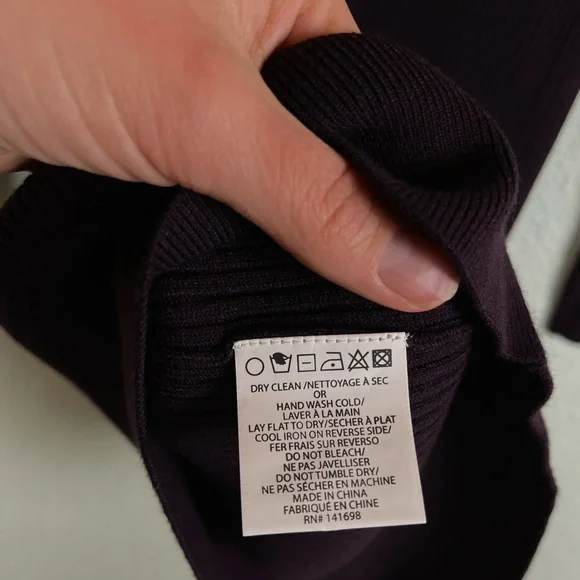 DRY CLEAN /NETTOYAGE À SEC
OR
HAND WASH COLD/
LAVER À LA MAIN
LAY FLAT TO DRY/SECHER À PLAT
COOL IRON ON REVERSE SIDE/
FER FRAIS SUR REVERSO
DO NOT BLEACH/
NE PAS JAVELLISER
DO NOT TUMBLE DRY/
NE PAS SÉCHER EN MACHINE
MADE IN CHINA
FABRIQUÉ EN CHINE
RN# 141698